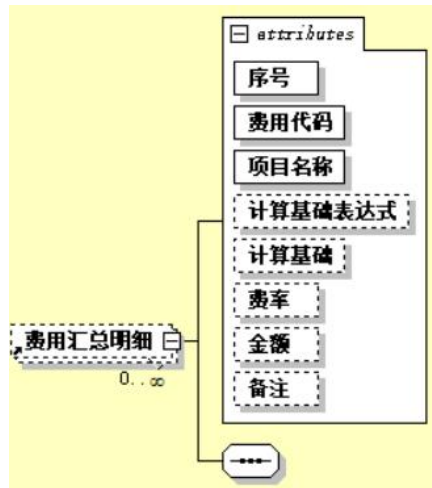 attributes
序号
费用代码
项目名称
计算基础表达式
计算基础
费率
金额
备注
费用汇总明细
0..∞